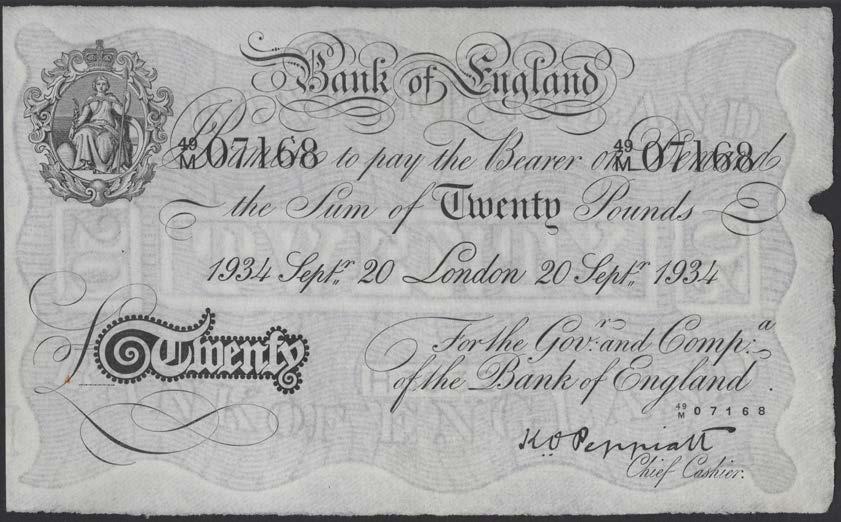 Bank of England
I Promise to pay the Bearer on Demand
49/M 07168 49/M 07168
the Sum of Twenty Pounds
1934 Septr. 20 London 20 Septr. 1934
£ Twenty
For the Govr. and Compa.
of the Bank of England.
49/M 07168
K.O. Peppiatt
Chief Cashier.